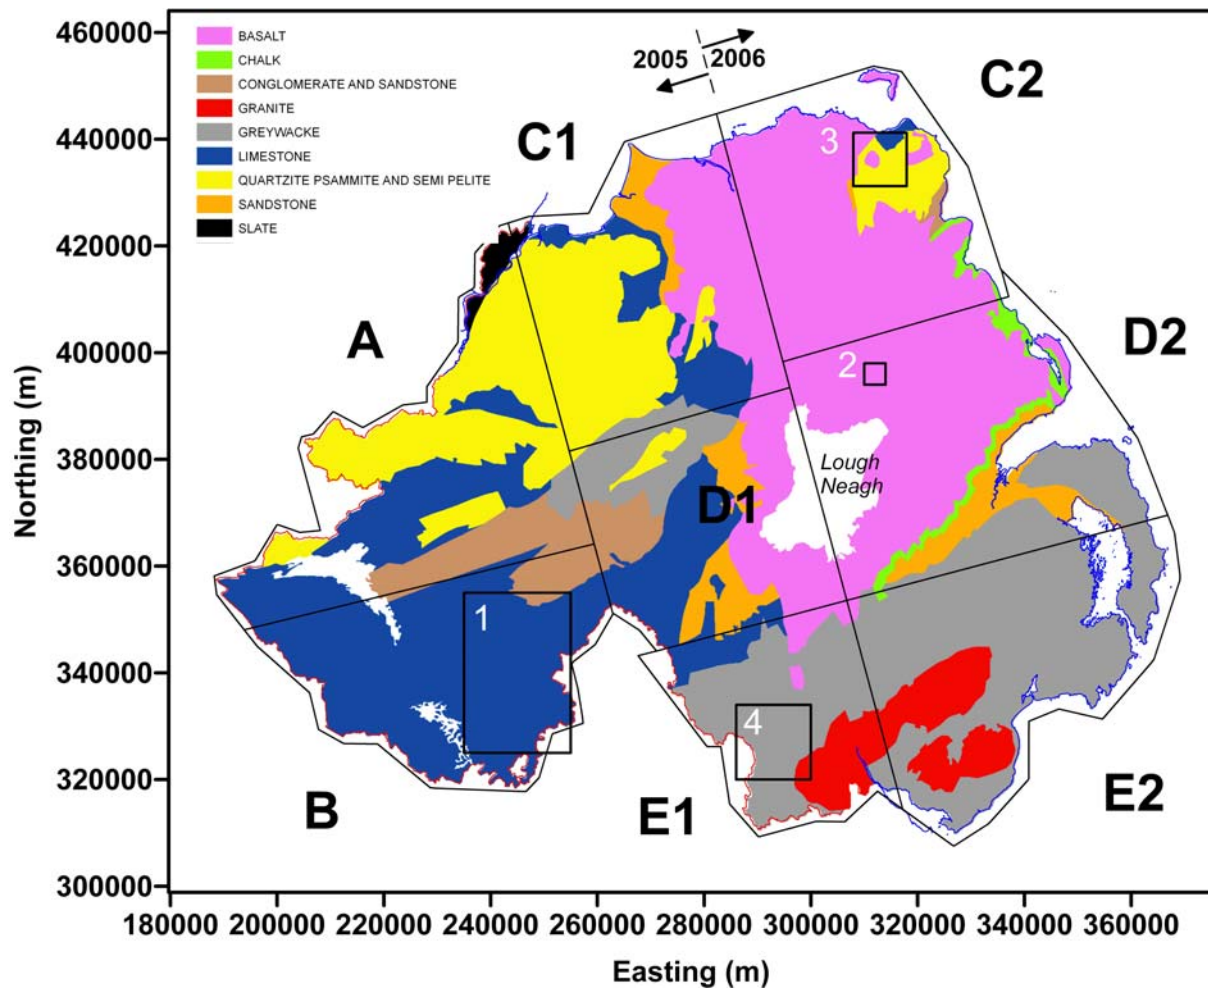 460000
440000
420000
400000
380000
360000
340000
320000
300000
Northing (m)
BASALT
CHALK
CONGLOMERATE AND SANDSTONE
GRANITE
GREYWACKE
LIMESTONE
QUARTZITE PSAMMITE AND SEMI PELITE
SANDSTONE
SLATE
2005 2006
C2
C1
3
A
D2
2
Lough
Neagh
D1
1
4
B
E1
E2
180000 200000 220000 240000 260000 280000 300000 320000 340000 360000
Easting (m)